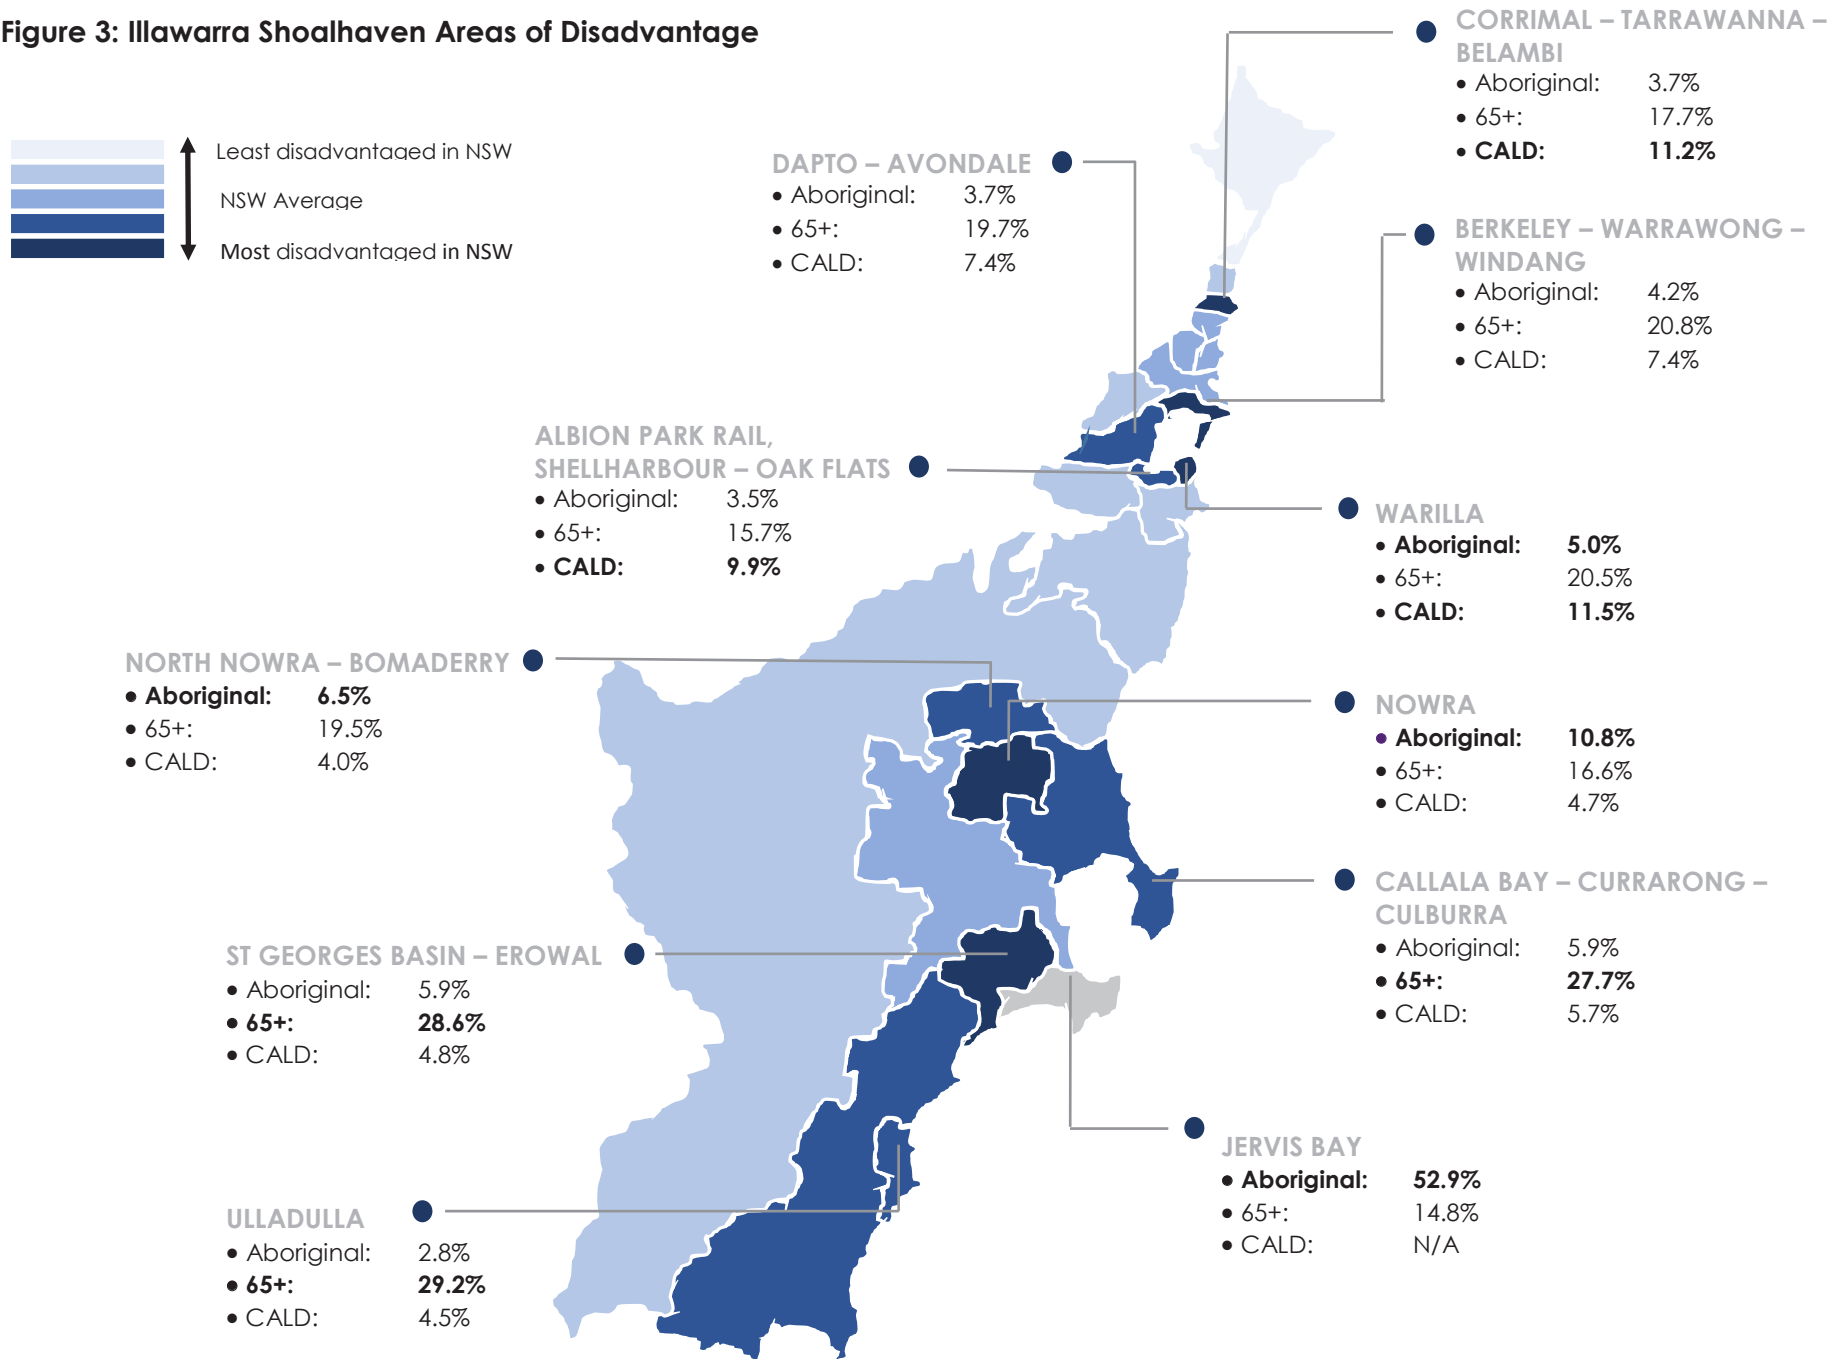 Figure 3: Illawarra Shoalhaven Areas of Disadvantage
Least disadvantaged in NSW
NSW Average
Most disadvantaged in NSW
CORRIMAL – TARRAWANNA –
BELAMBI
• Aboriginal: 3.7%
• 65+: 17.7%
• CALD: 11.2%
DAPTO – AVONDALE
• Aboriginal: 3.7%
• 65+: 19.7%
• CALD: 7.4%
BERKELEY – WARRAWONG –
WINDANG
• Aboriginal: 4.2%
• 65+: 20.8%
• CALD: 7.4%
ALBION PARK RAIL,
SHELLHARBOUR – OAK FLATS
• Aboriginal: 3.5%
• 65+: 15.7%
• CALD: 9.9%
WARILLA
• Aboriginal: 5.0%
• 65+: 20.5%
• CALD: 11.5%
NORTH NOWRA – BOMADERRY
• Aboriginal: 6.5%
• 65+: 19.5%
• CALD: 4.0%
NOWRA
• Aboriginal: 10.8%
• 65+: 16.6%
• CALD: 4.7%
CALLALA BAY – CURRARONG –
CULBURRA
• Aboriginal: 5.9%
• 65+: 27.7%
• CALD: 5.7%
ST GEORGES BASIN – EROWAL
• Aboriginal: 5.9%
• 65+: 28.6%
• CALD: 4.8%
JERVIS BAY
• Aboriginal: 52.9%
• 65+: 14.8%
• CALD: N/A
ULLADULLA
• Aboriginal: 2.8%
• 65+: 29.2%
• CALD: 4.5%